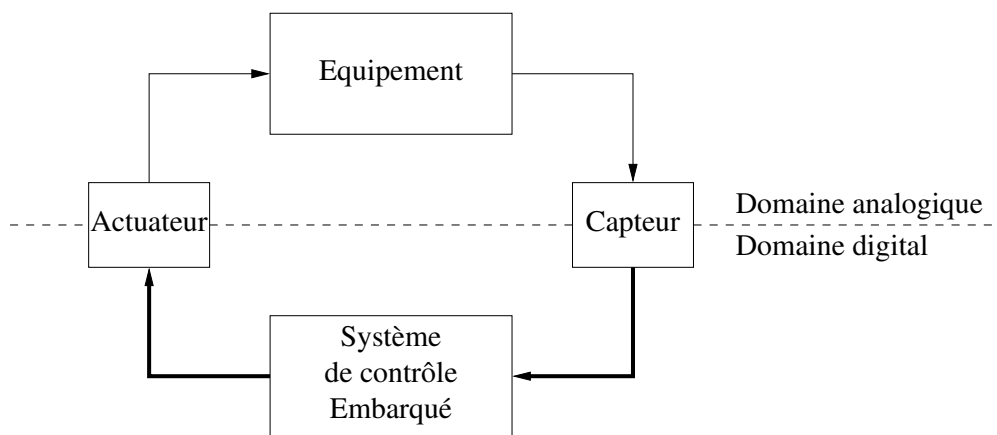 Equipement
Actuateur
Capteur
Domaine analogique
Domaine digital
Système
de contrôle
Embarqué